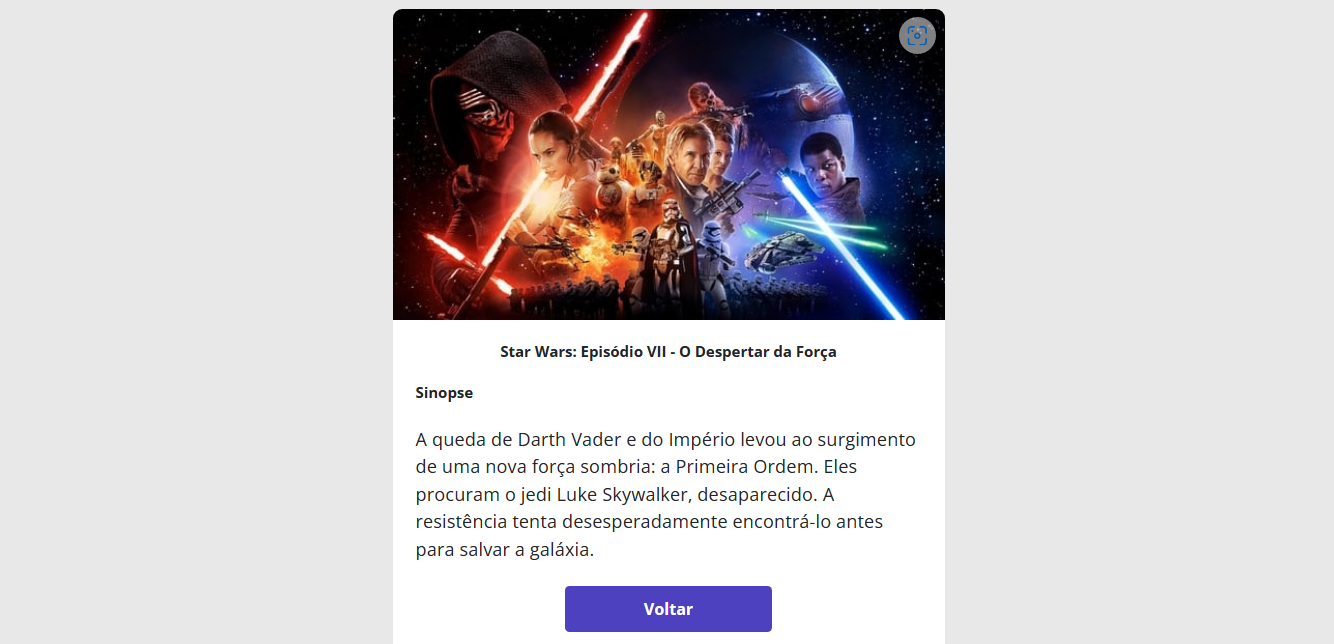 Star Wars: Episódio VII - O Despertar da Força
Sinopse
A queda de Darth Vader e do Império levou ao surgimento
de uma nova força sombria: a Primeira Ordem. Eles
procuram o jedi Luke Skywalker, desaparecido. A
resistência tenta desesperadamente encontrá-lo antes
para salvar a galáxia.
Voltar